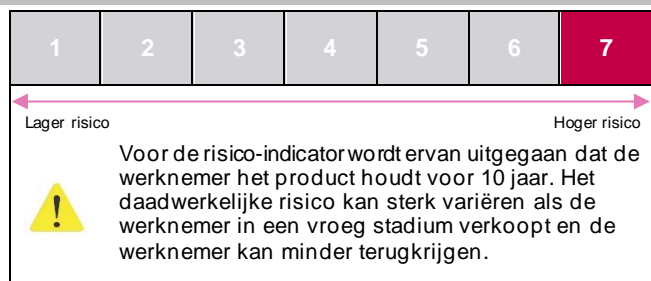 1 2 3 4 5 6 7
Lager risico Hoger risico
Voor de risico-indicator wordt ervan uitgegaan dat de
werknemer het product houdt voor 10 jaar. Het
daadwerkelijke risico kan sterk variëren als de
werknemer in een vroeg stadium verkoopt en de
werknemer kan minder terugkrijgen.